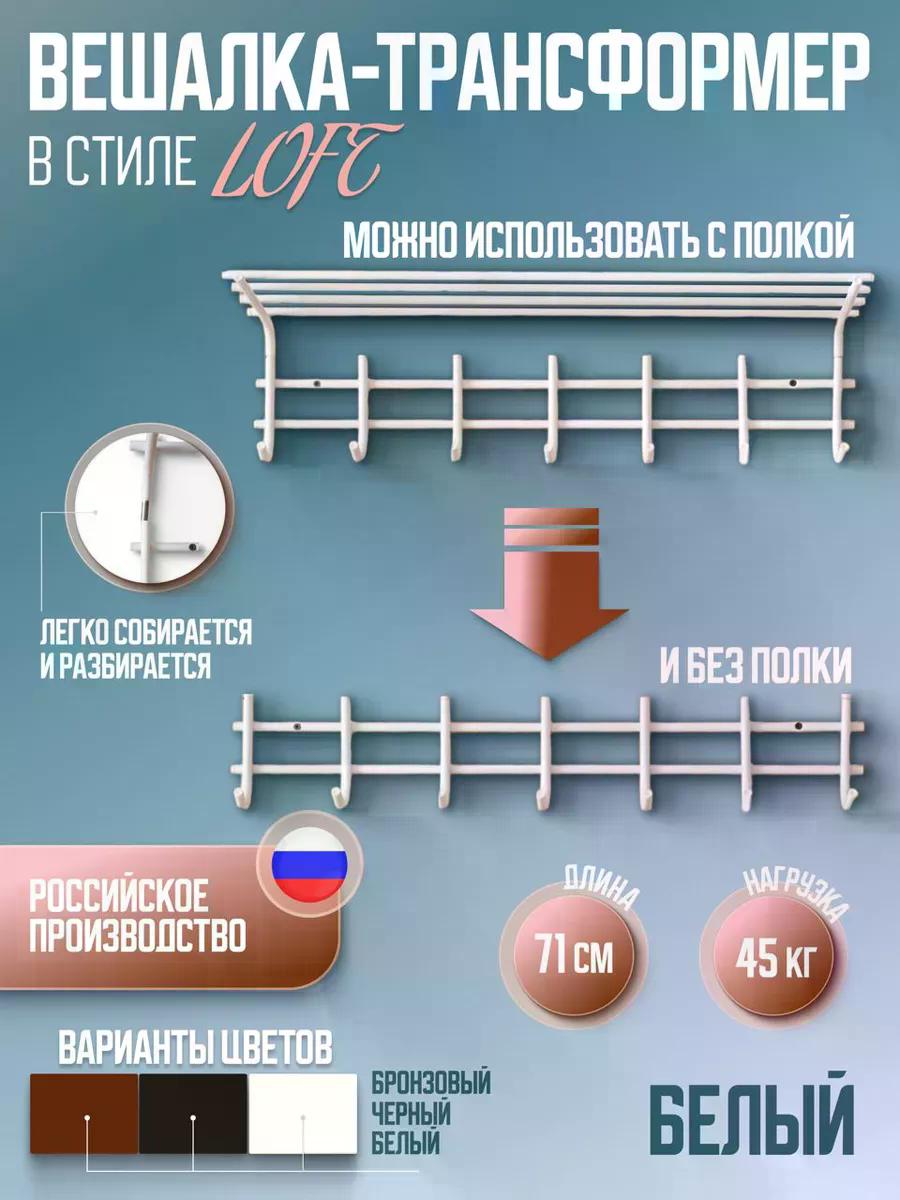 ВЕШАЛКА-ТРАНСФОРМЕР
В СТИЛЕ LOFT
МОЖНО ИСПОЛЬЗОВАТЬ С ПОЛКОЙ
ЛЕГКО СОБИРАЕТСЯ
И РАЗБИРАЕТСЯ
И БЕЗ ПОЛКИ
РОССИЙСКОЕ
ПРОИЗВОДСТВО
ДЛИНА
71 СМ
НАГРУЗКА
45 КГ
ВАРИАНТЫ ЦВЕТОВ
БРОНЗОВЫЙ
ЧЕРНЫЙ
БЕЛЫЙ
БЕЛЫЙ